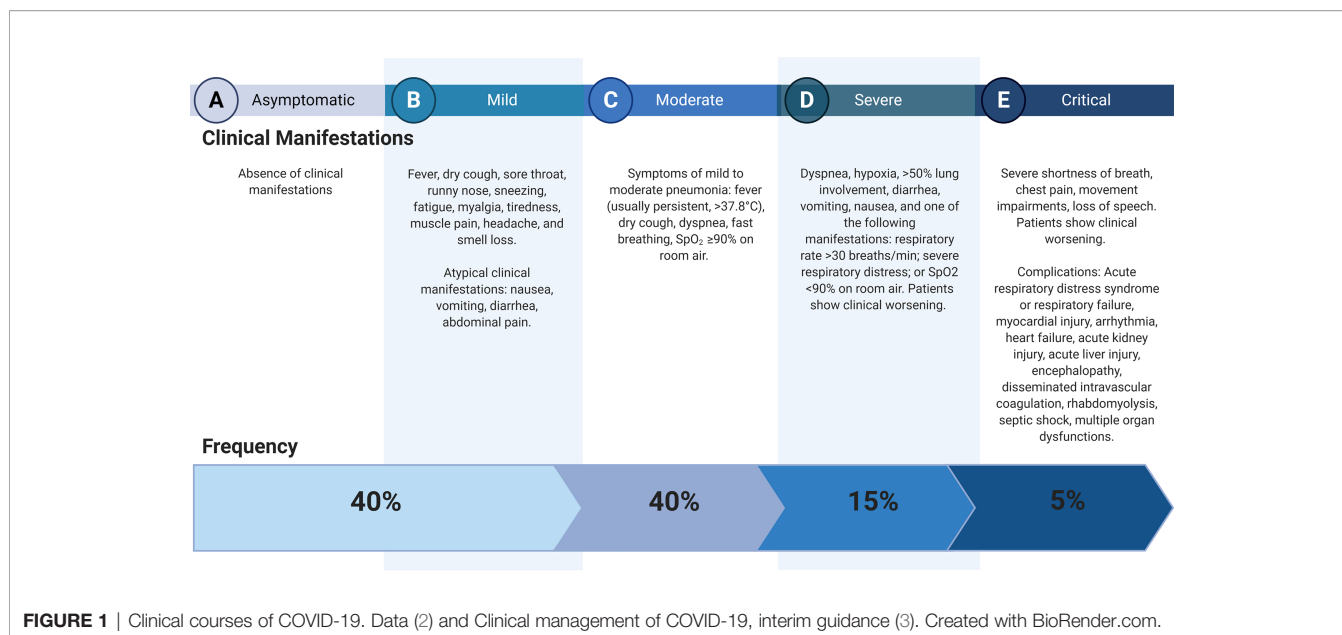 A Asymptomatic B Mild C Moderate D Severe E Critical
Clinical Manifestations
Absence of clinical
manifestations
Fever, dry cough, sore throat,
runny nose, sneezing,
fatigue, myalgia, tiredness,
muscle pain, headache, and
smell loss.
Atypical clinical
manifestations: nausea,
vomiting, diarrhea,
abdominal pain.
Symptoms of mild to
moderate pneumonia: fever
(usually persistent, >37.8°C),
dry cough, dyspnea, fast
breathing, SpO₂ ≥90% on
room air.
Dyspnea, hypoxia, >50% lung
involvement, diarrhea,
vomiting, nausea, and one of
the following
manifestations: respiratory
rate >30 breaths/min; severe
respiratory distress; or SpO2
<90% on room air. Patients
show clinical worsening.
Severe shortness of breath,
chest pain, movement
impairments, loss of speech.
Patients show clinical
worsening.
Complications: Acute
respiratory distress syndrome
or respiratory failure,
myocardial injury, arrhythmia,
heart failure, acute kidney
injury, acute liver injury,
encephalopathy,
disseminated intravascular
coagulation, rhabdomyolysis,
septic shock, multiple organ
dysfunctions.
Frequency
40% 40% 15% 5%
FIGURE 1 | Clinical courses of COVID-19. Data (2) and Clinical management of COVID-19, interim guidance (3). Created with BioRender.com.